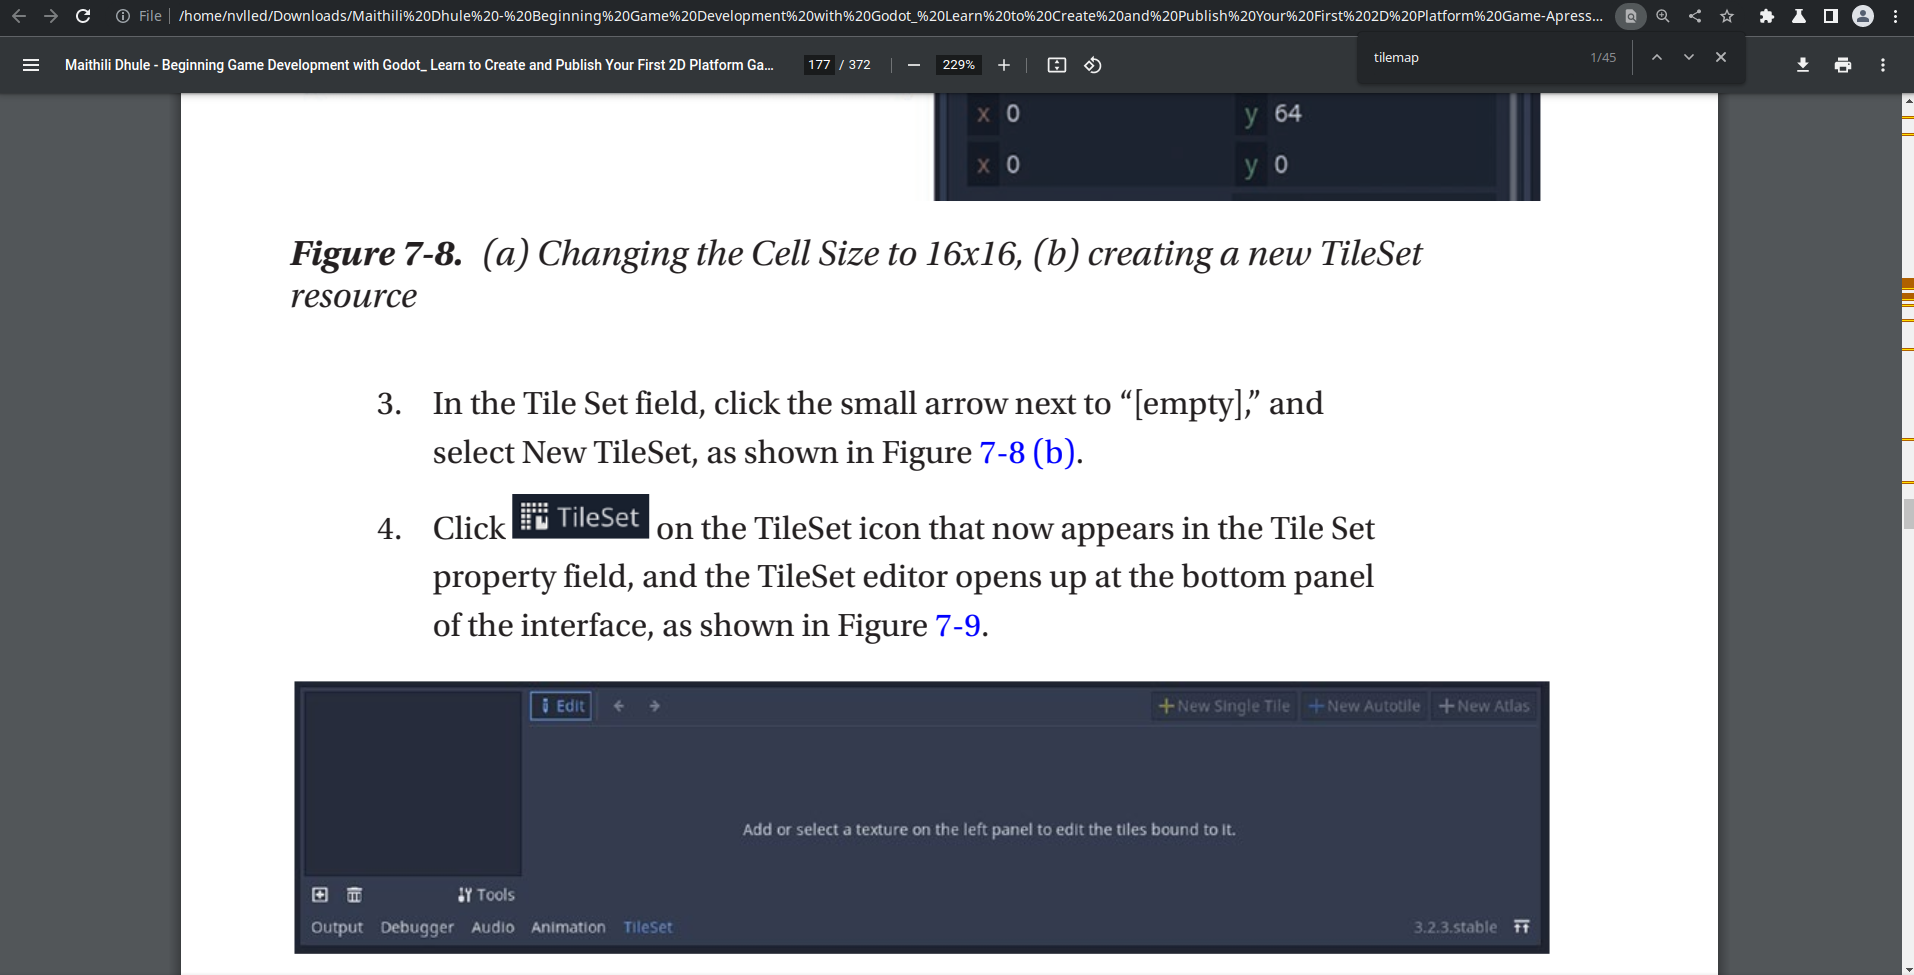 File
/home/nvlled/Downloads/Maithili%20Dhule%20-%20Beginning%20Game%20Development%20with%20Godot_%20Learn%20to%20Create%20and%20Publish%20Your%20First%202D%20Platform%20Game-Apress...
Maithili Dhule - Beginning Game Development with Godot_ Learn to Create and Publish Your First 2D Platform Ga...
177 / 372
229%
tilemap
1/45
x 0 y 64
x 0 y 0
Figure 7-8. (a) Changing the Cell Size to 16x16, (b) creating a new TileSet
resource
3. In the Tile Set field, click the small arrow next to “[empty],” and
select New TileSet, as shown in Figure 7-8 (b).
4. Click TileSet on the TileSet icon that now appears in the Tile Set
property field, and the TileSet editor opens up at the bottom panel
of the interface, as shown in Figure 7-9.
Edit
New Single Tile
New Autotile
New Atlas
Add or select a texture on the left panel to edit the tiles bound to it.
Tools
Output Debugger Audio Animation TileSet
3.2.3.stable